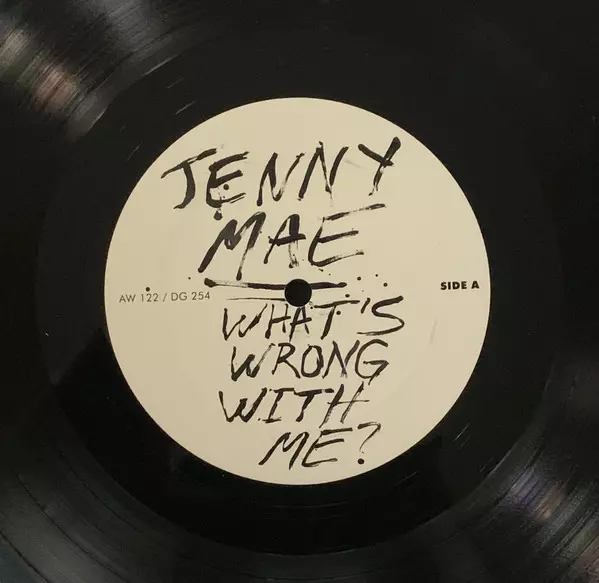 JENNY
MAE
AW 122 / DG 254
SIDE A
WHAT'S
WRONG
WITH
ME?